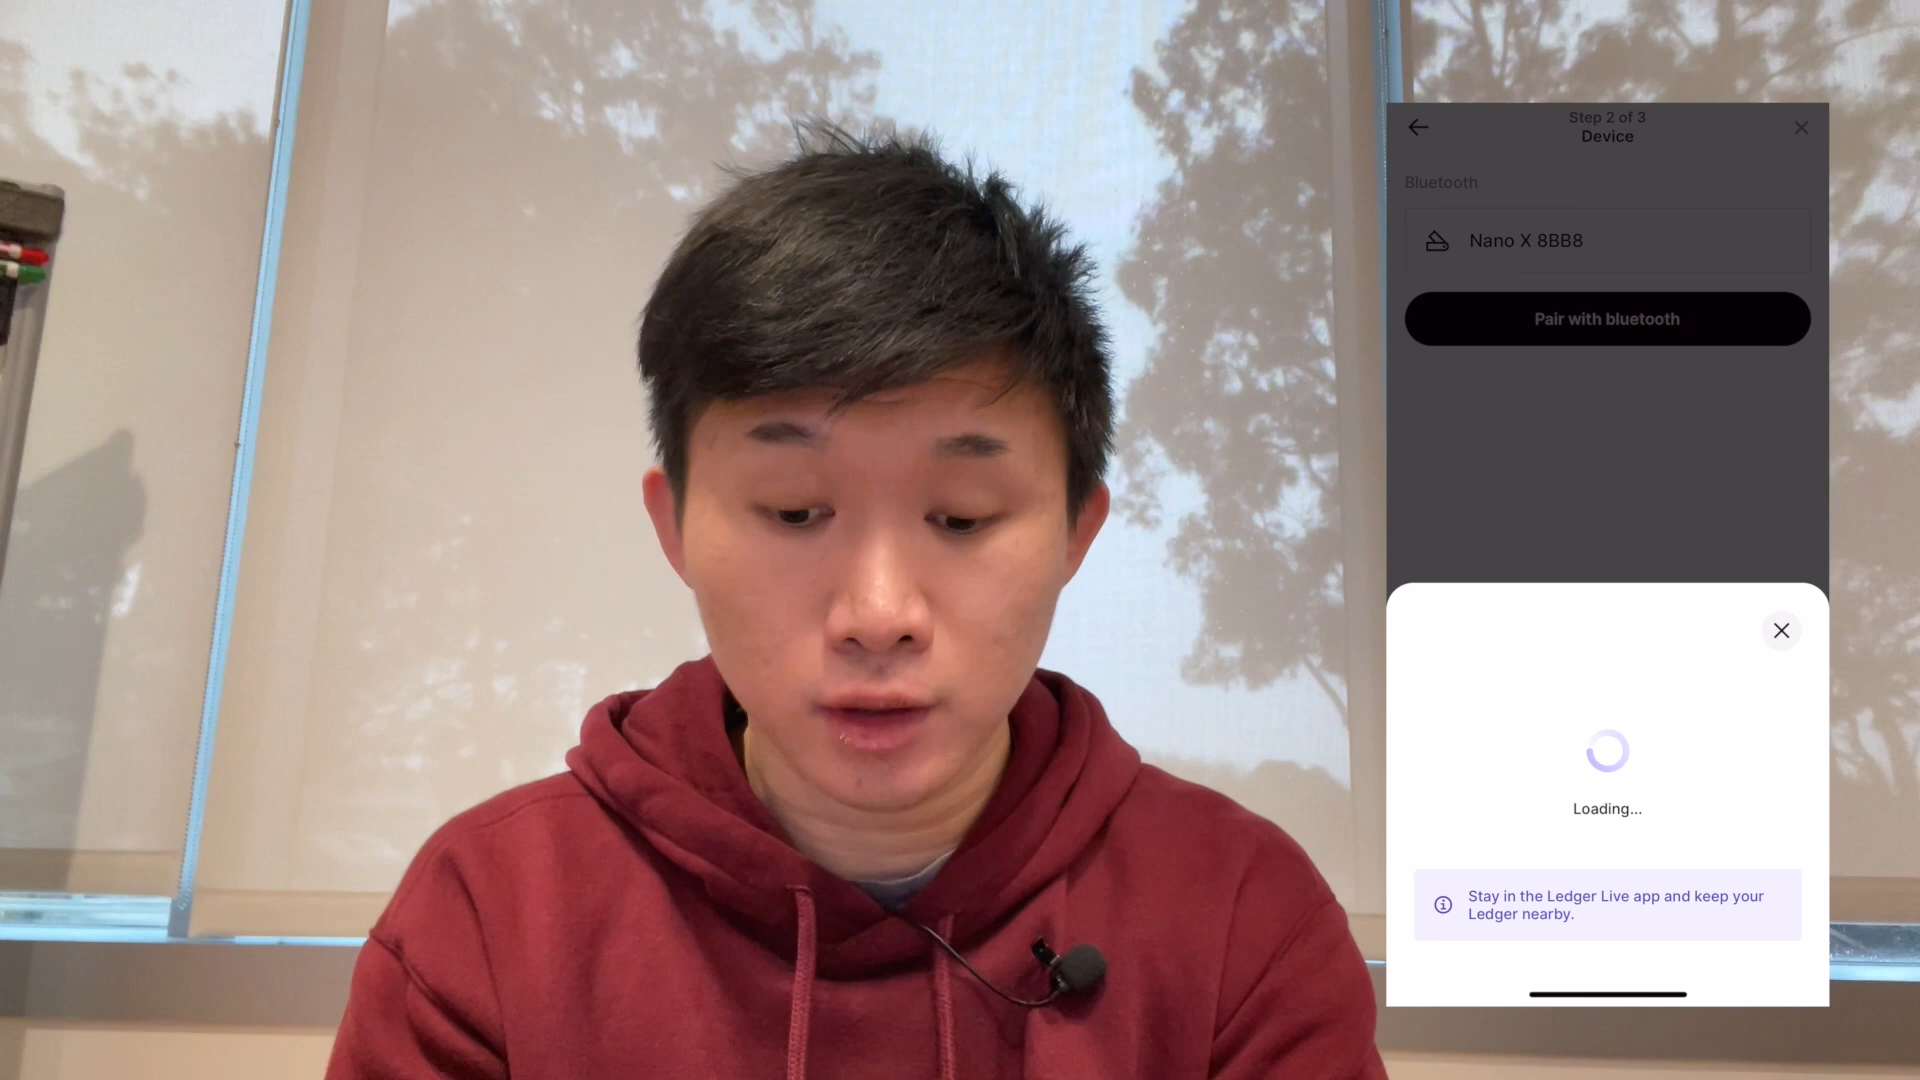 Step 2 of 3
Device
Bluetooth
Nano X 8BB8
Pair with bluetooth
Loading...
Stay in the Ledger Live app and keep your
Ledger nearby.